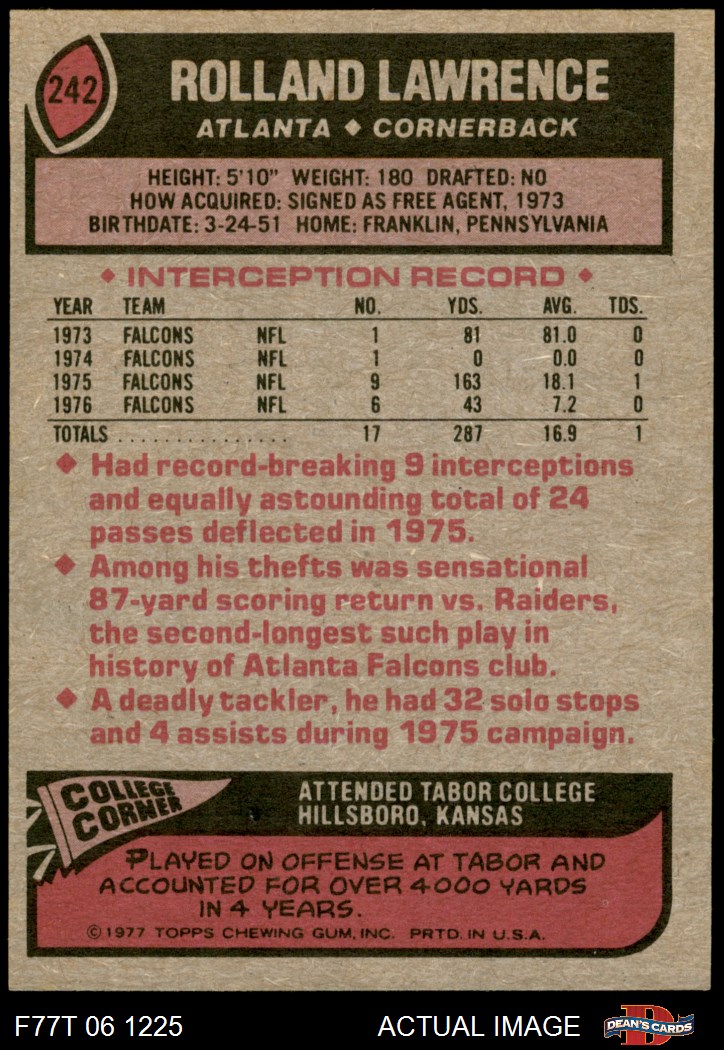 242
ROLLAND LAWRENCE
ATLANTA ♦ CORNERBACK
HEIGHT: 5'10" WEIGHT: 180 DRAFTED: NO
HOW ACQUIRED: SIGNED AS FREE AGENT, 1973
BIRTHDATE: 3-24-51 HOME: FRANKLIN, PENNSYLVANIA
♦ INTERCEPTION RECORD ♦
YEAR TEAM NO. YDS. AVG. TDS.
1973 FALCONS NFL 1 81 81.0 0
1974 FALCONS NFL 1 0 0.0 0
1975 FALCONS NFL 9 163 18.1 1
1976 FALCONS NFL 6 43 7.2 0
TOTALS ................ 17 287 16.9 1
♦ Had record-breaking 9 interceptions
and equally astounding total of 24
passes deflected in 1975.
♦ Among his thefts was sensational
87-yard scoring return vs. Raiders,
the second-longest such play in
history of Atlanta Falcons club.
♦ A deadly tackler, he had 32 solo stops
and 4 assists during 1975 campaign.
COLLEGE
CORNER
ATTENDED TABOR COLLEGE
HILLSBORO, KANSAS
PLAYED ON OFFENSE AT TABOR AND
ACCOUNTED FOR OVER 4000 YARDS
IN 4 YEARS.
©1977 TOPPS CHEWING GUM, INC. PRTD. IN U.S.A.
F77T 06 1225 ACTUAL IMAGE
D
DEAN'S CARDS